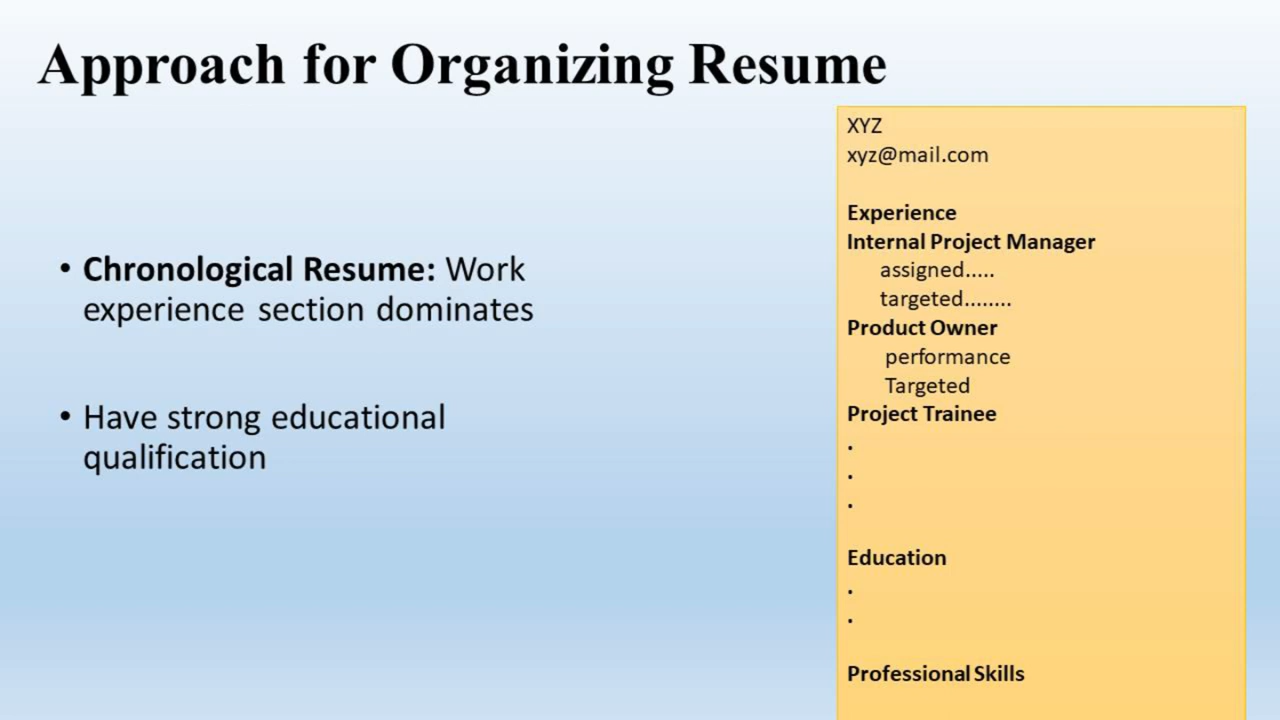 Approach for Organizing Resume
• Chronological Resume: Work
experience section dominates
• Have strong educational
qualification
XYZ
xyz@mail.com
Experience
Internal Project Manager
assigned.....
targeted........
Product Owner
performance
Targeted
Project Trainee
.
.
.
Education
.
.
Professional Skills